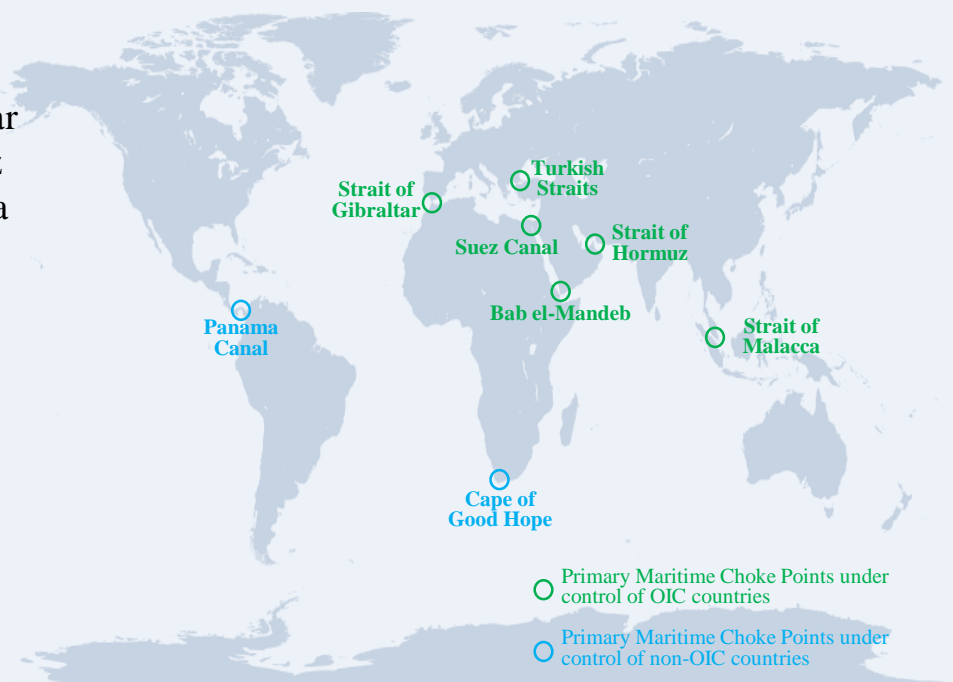 ar
z
a
Turkish
Straits
Strait of
Gibraltar
Suez Canal
Strait of
Hormuz
Bab el-Mandeb
Panama
Canal
Strait of
Malacca
Cape of
Good Hope
Primary Maritime Choke Points under
control of OIC countries
Primary Maritime Choke Points under
control of non-OIC countries